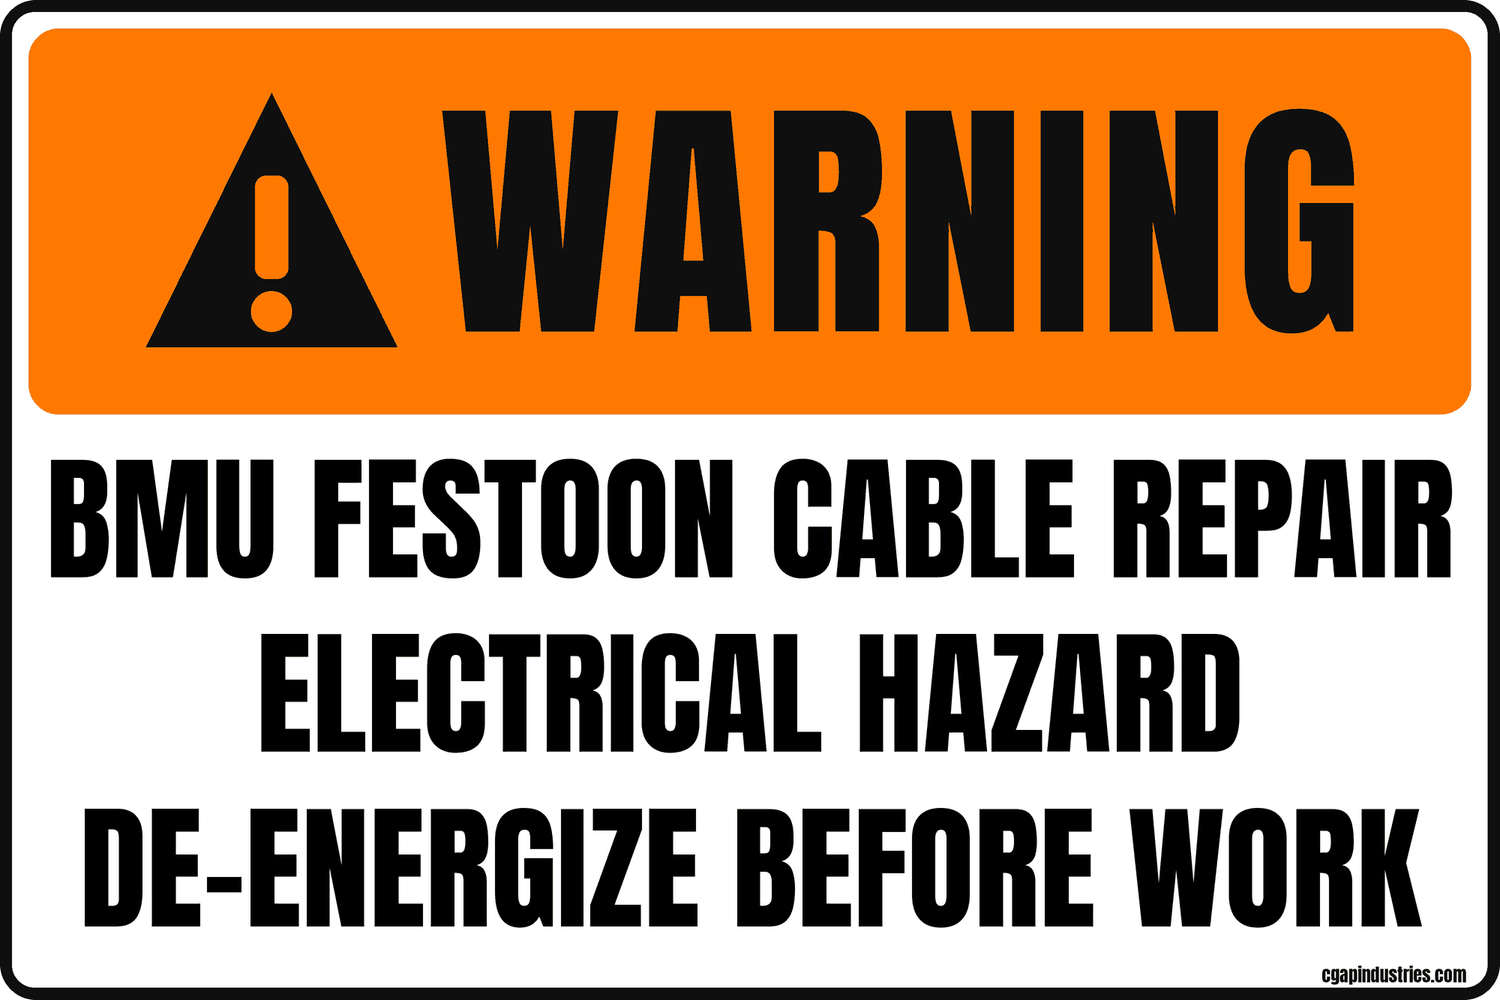 WARNING
BMU FESTOON CABLE REPAIR
ELECTRICAL HAZARD
DE-ENERGIZE BEFORE WORK
cgapindustries.com